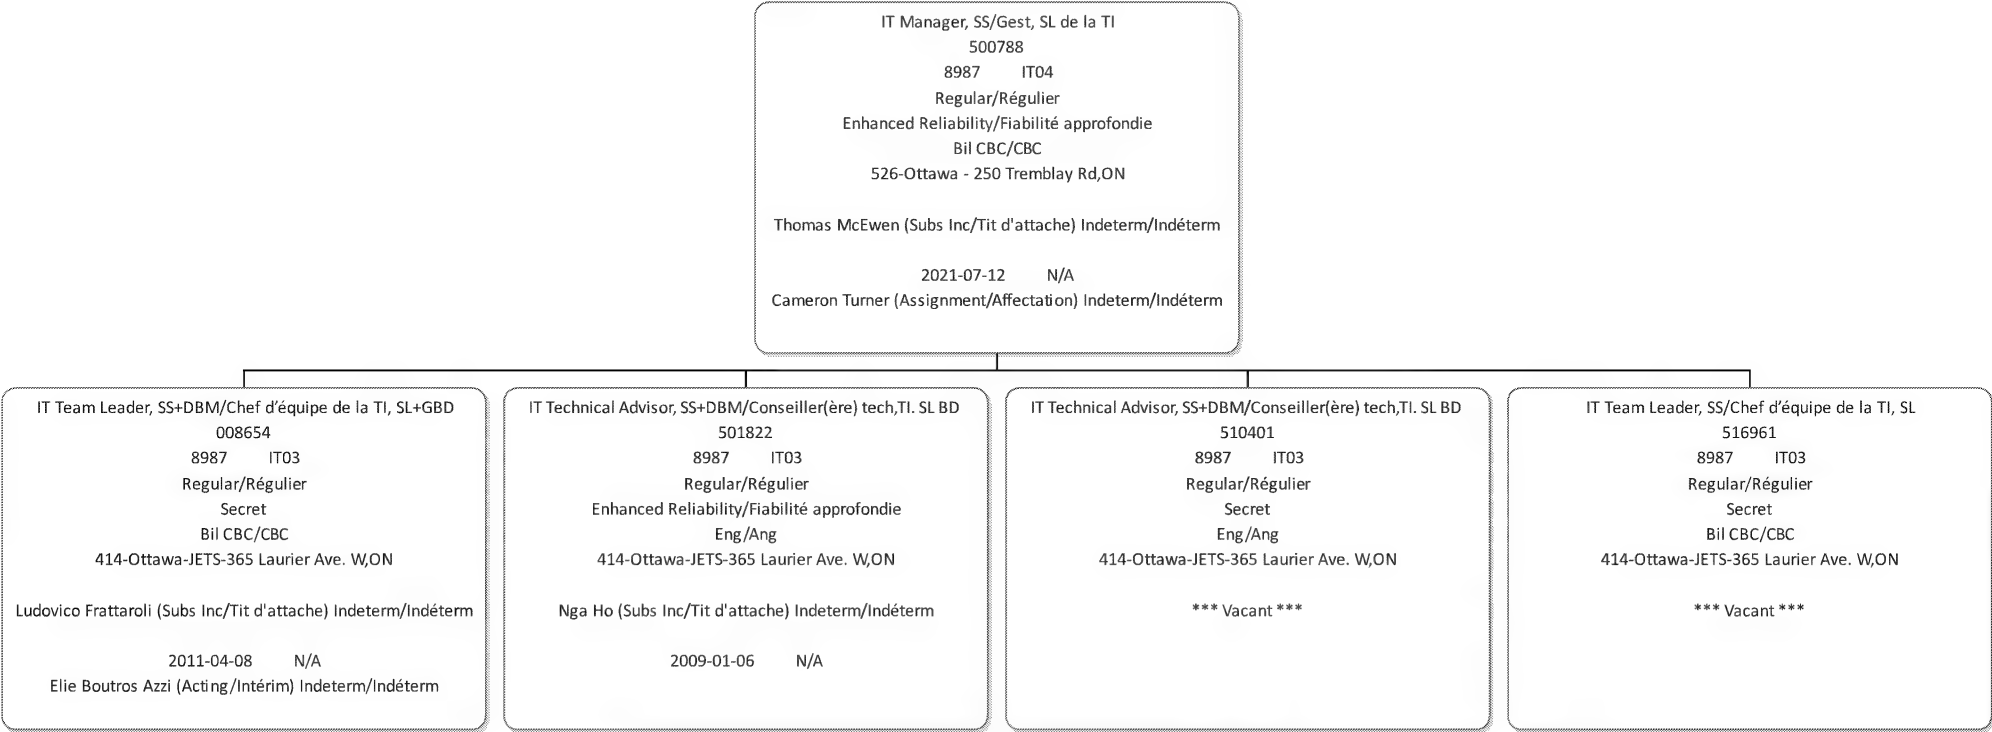 IT Manager, SS/Gest, SL de la TI
500788
8987 IT04
Regular/Régulier
Enhanced Reliability/Fiabilité approfondie
Bil CBC/CBC
526-Ottawa - 250 Tremblay Rd,ON
Thomas McEwen (Subs Inc/Tit d'attache) Indeterm/Indéterm
2021-07-12 N/A
Cameron Turner (Assignment/Affectation) Indeterm/Indéterm
IT Team Leader, SS+DBM/Chef d’équipe de la TI, SL+GBD
008654
8987 IT03
Regular/Régulier
Secret
Bil CBC/CBC
414-Ottawa-JETS-365 Laurier Ave. W,ON
Ludovico Frattaroli (Subs Inc/Tit d'attache) Indeterm/Indéterm
2011-04-08 N/A
Elie Boutros Azzi (Acting/Intérim) Indeterm/Indéterm
IT Technical Advisor, SS+DBM/Conseiller(ère) tech,TI. SL BD
501822
8987 IT03
Regular/Régulier
Enhanced Reliability/Fiabilité approfondie
Eng/Ang
414-Ottawa-JETS-365 Laurier Ave. W,ON
Nga Ho (Subs Inc/Tit d'attache) Indeterm/Indéterm
2009-01-06 N/A
IT Technical Advisor, SS+DBM/Conseiller(ère) tech,TI. SL BD
510401
8987 IT03
Regular/Régulier
Secret
Eng/Ang
414-Ottawa-JETS-365 Laurier Ave. W,ON
*** Vacant ***
IT Team Leader, SS/Chef d’équipe de la TI, SL
516961
8987 IT03
Regular/Régulier
Secret
Bil CBC/CBC
414-Ottawa-JETS-365 Laurier Ave. W,ON
*** Vacant ***